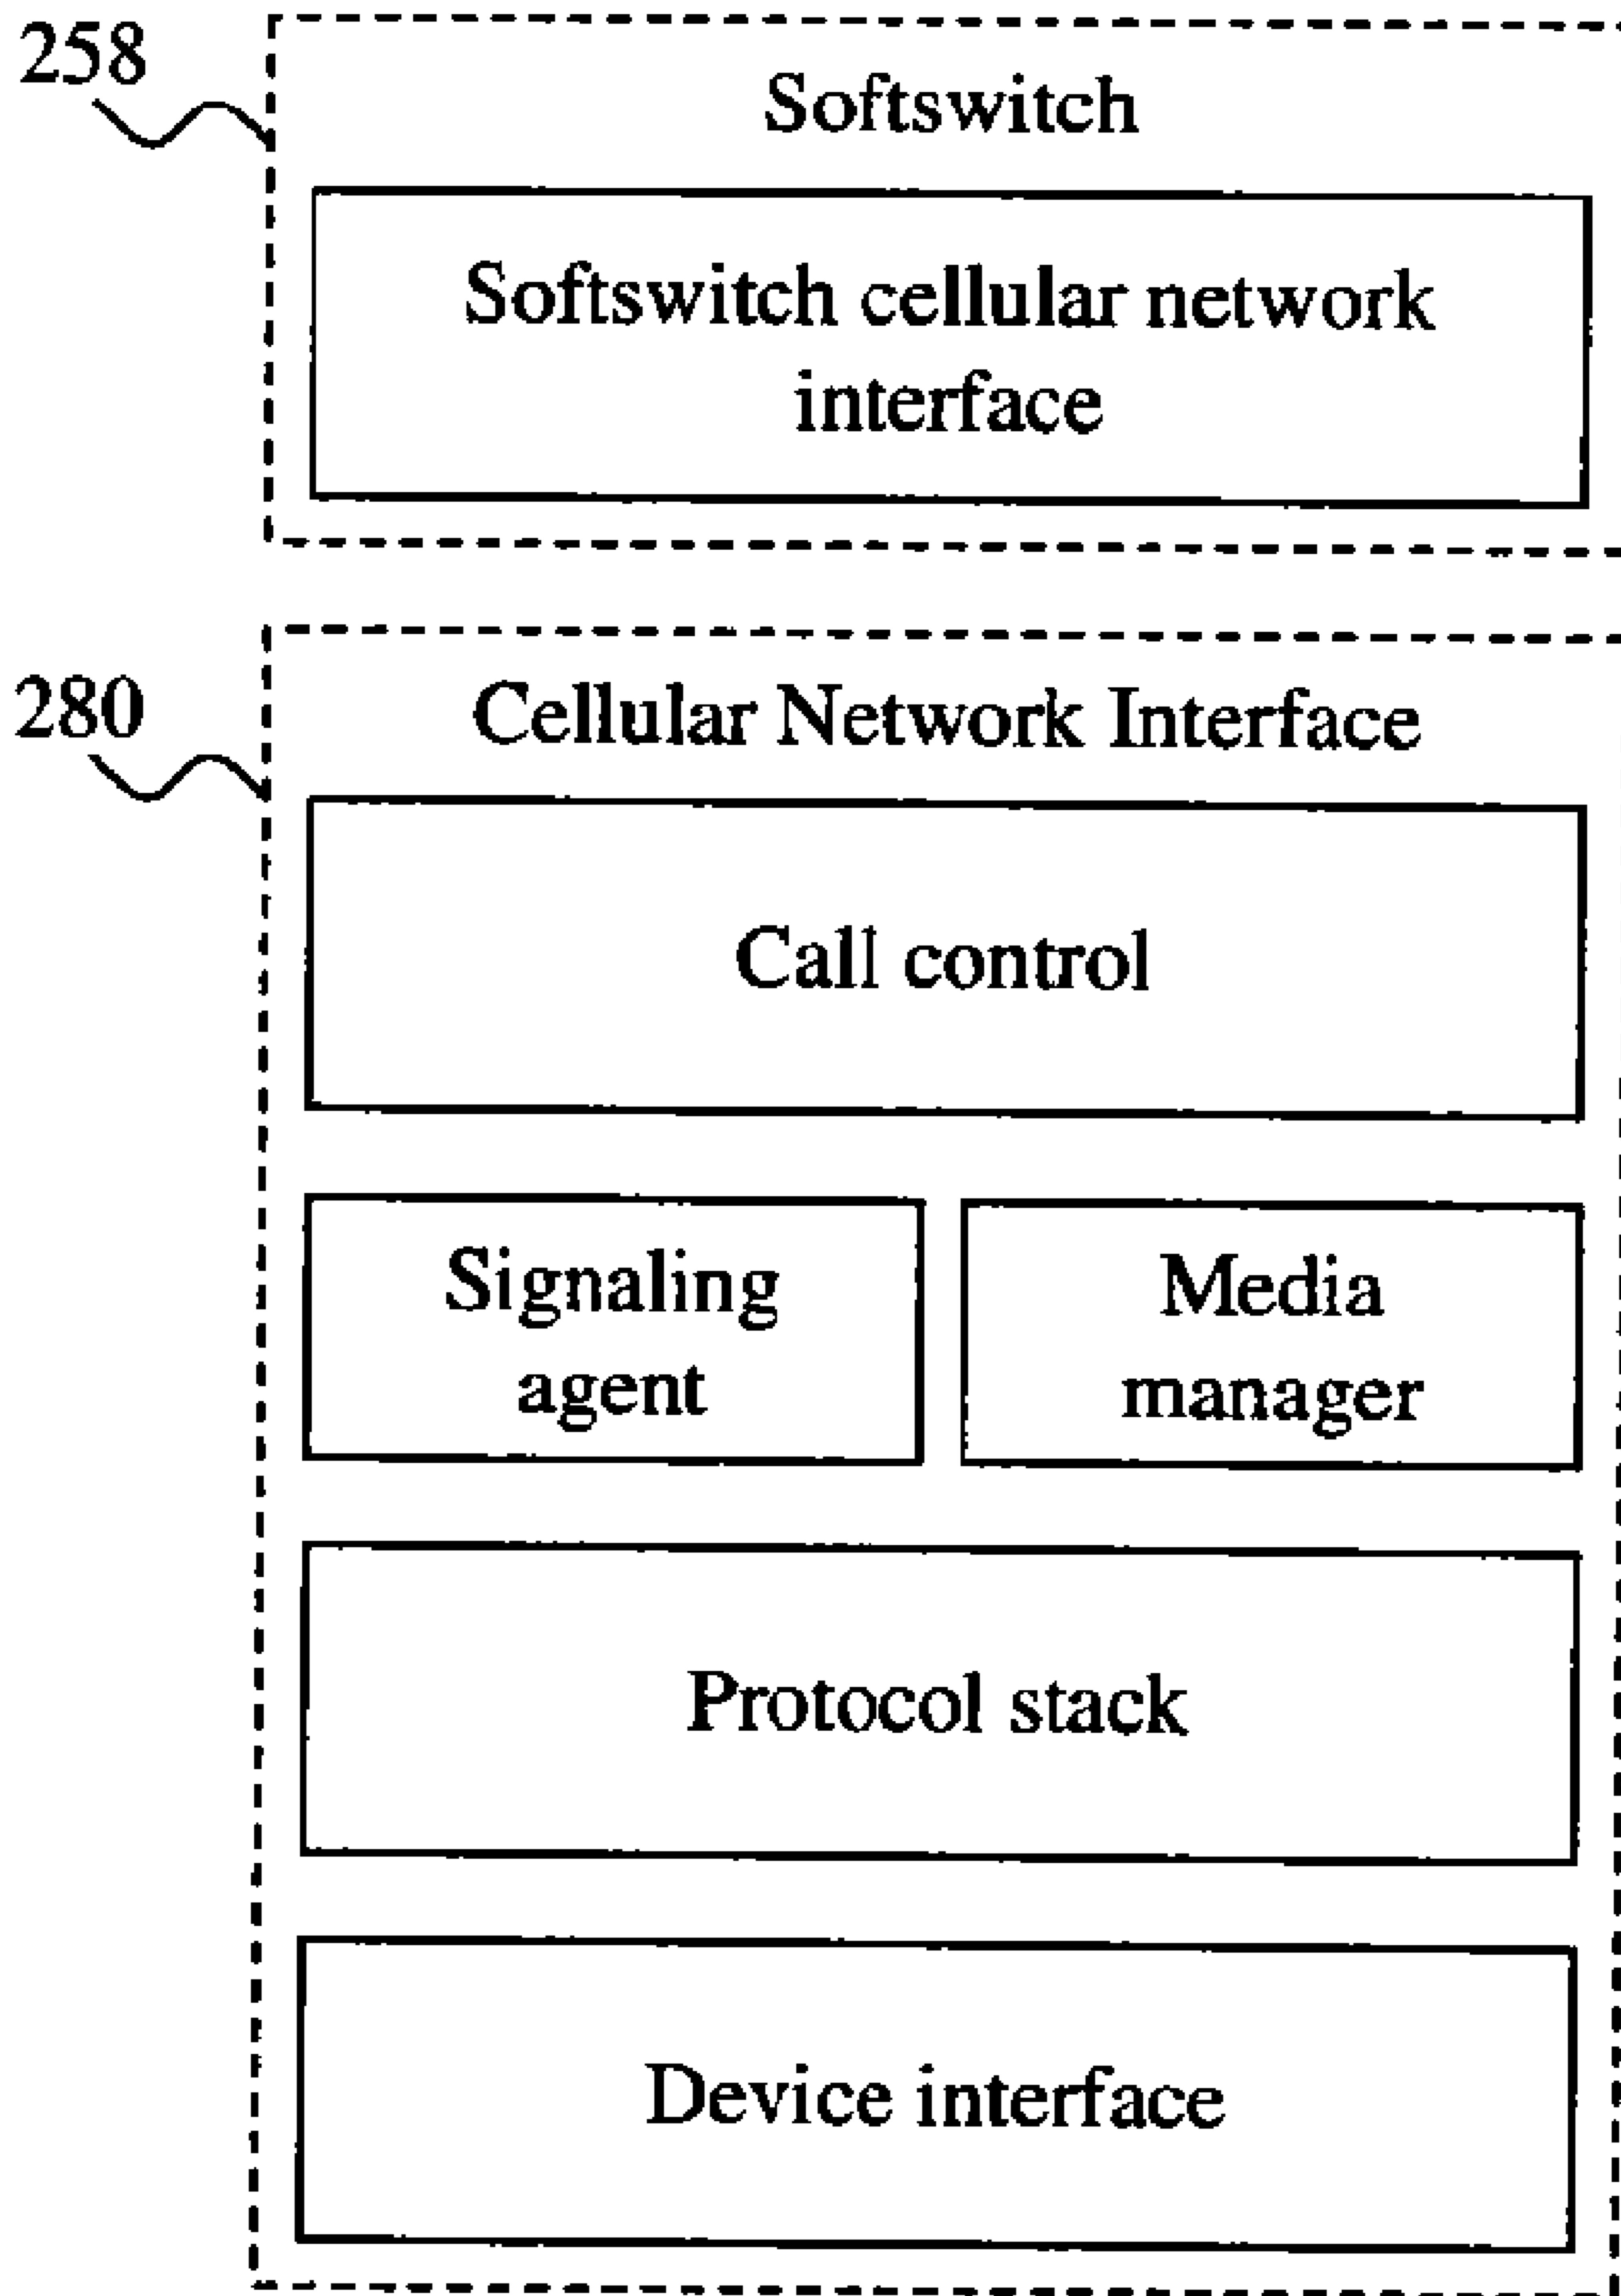 258
Softswitch
Softswitch cellular network
interface
280
Cellular Network Interface
Call control
Signaling
agent
Media
manager
Protocol stack
Device interface